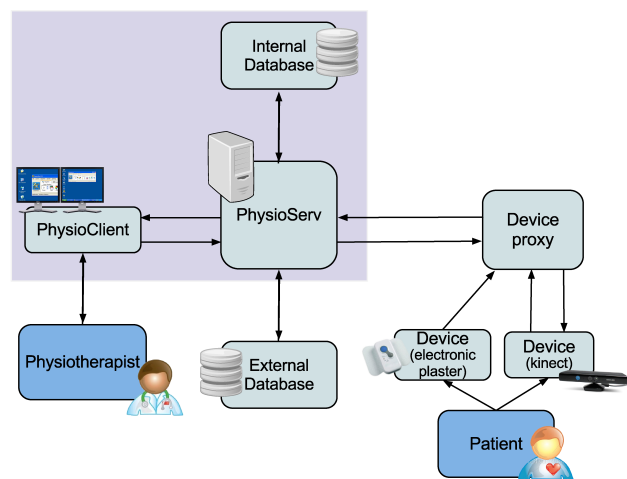 Internal
Database
PhysioServ
PhysioClient
Device
proxy
Physiotherapist
External
Database
Device
(electronic
plaster)
Device
(kinect)
Patient